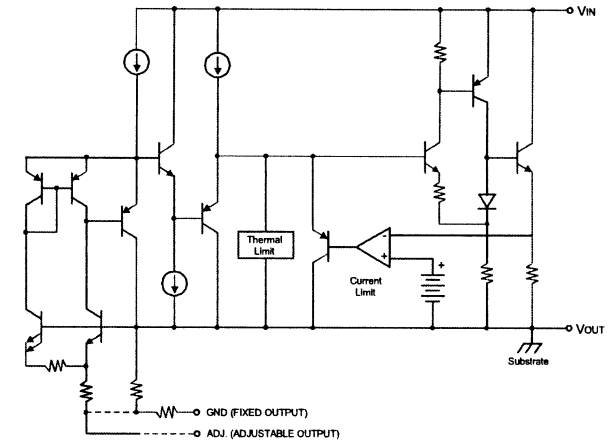 VIN
Thermal
Limit
-
+
+
Current
Limit
VOUT
Substrate
GND (FIXED OUTPUT)
ADJ. (ADJUSTABLE OUTPUT)